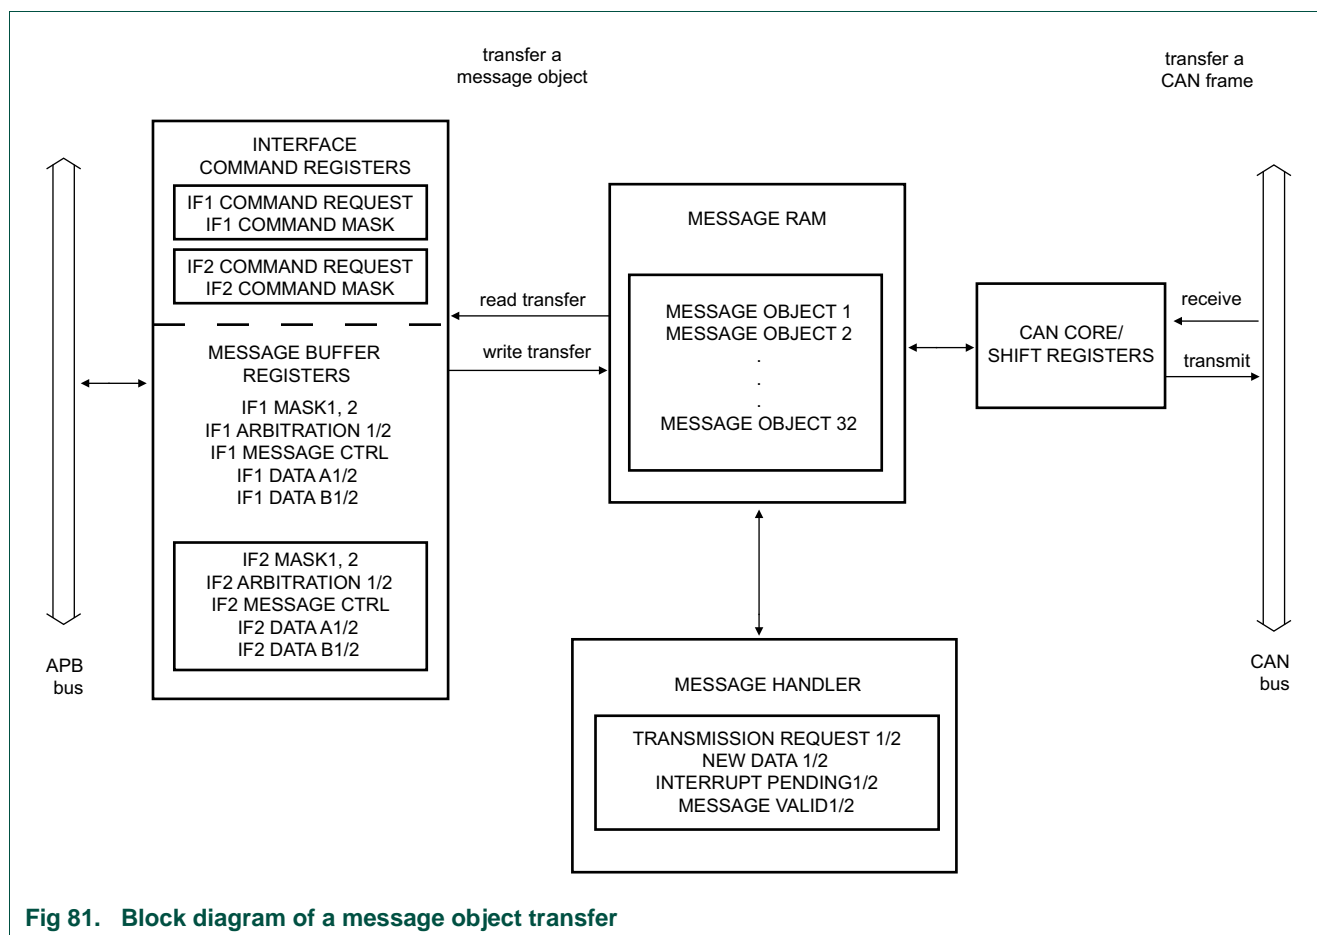 transfer a
message object
transfer a
CAN frame
INTERFACE
COMMAND REGISTERS
IF1 COMMAND REQUEST
IF1 COMMAND MASK
IF2 COMMAND REQUEST
IF2 COMMAND MASK
MESSAGE BUFFER
REGISTERS
IF1 MASK1, 2
IF1 ARBITRATION 1/2
IF1 MESSAGE CTRL
IF1 DATA A1/2
IF1 DATA B1/2
IF2 MASK1, 2
IF2 ARBITRATION 1/2
IF2 MESSAGE CTRL
IF2 DATA A1/2
IF2 DATA B1/2
APB
bus
read transfer
write transfer
MESSAGE RAM
MESSAGE OBJECT 1
MESSAGE OBJECT 2
.
.
.
MESSAGE OBJECT 32
CAN CORE/
SHIFT REGISTERS
receive
transmit
CAN
bus
MESSAGE HANDLER
TRANSMISSION REQUEST 1/2
NEW DATA 1/2
INTERRUPT PENDING1/2
MESSAGE VALID1/2
Fig 81. Block diagram of a message object transfer